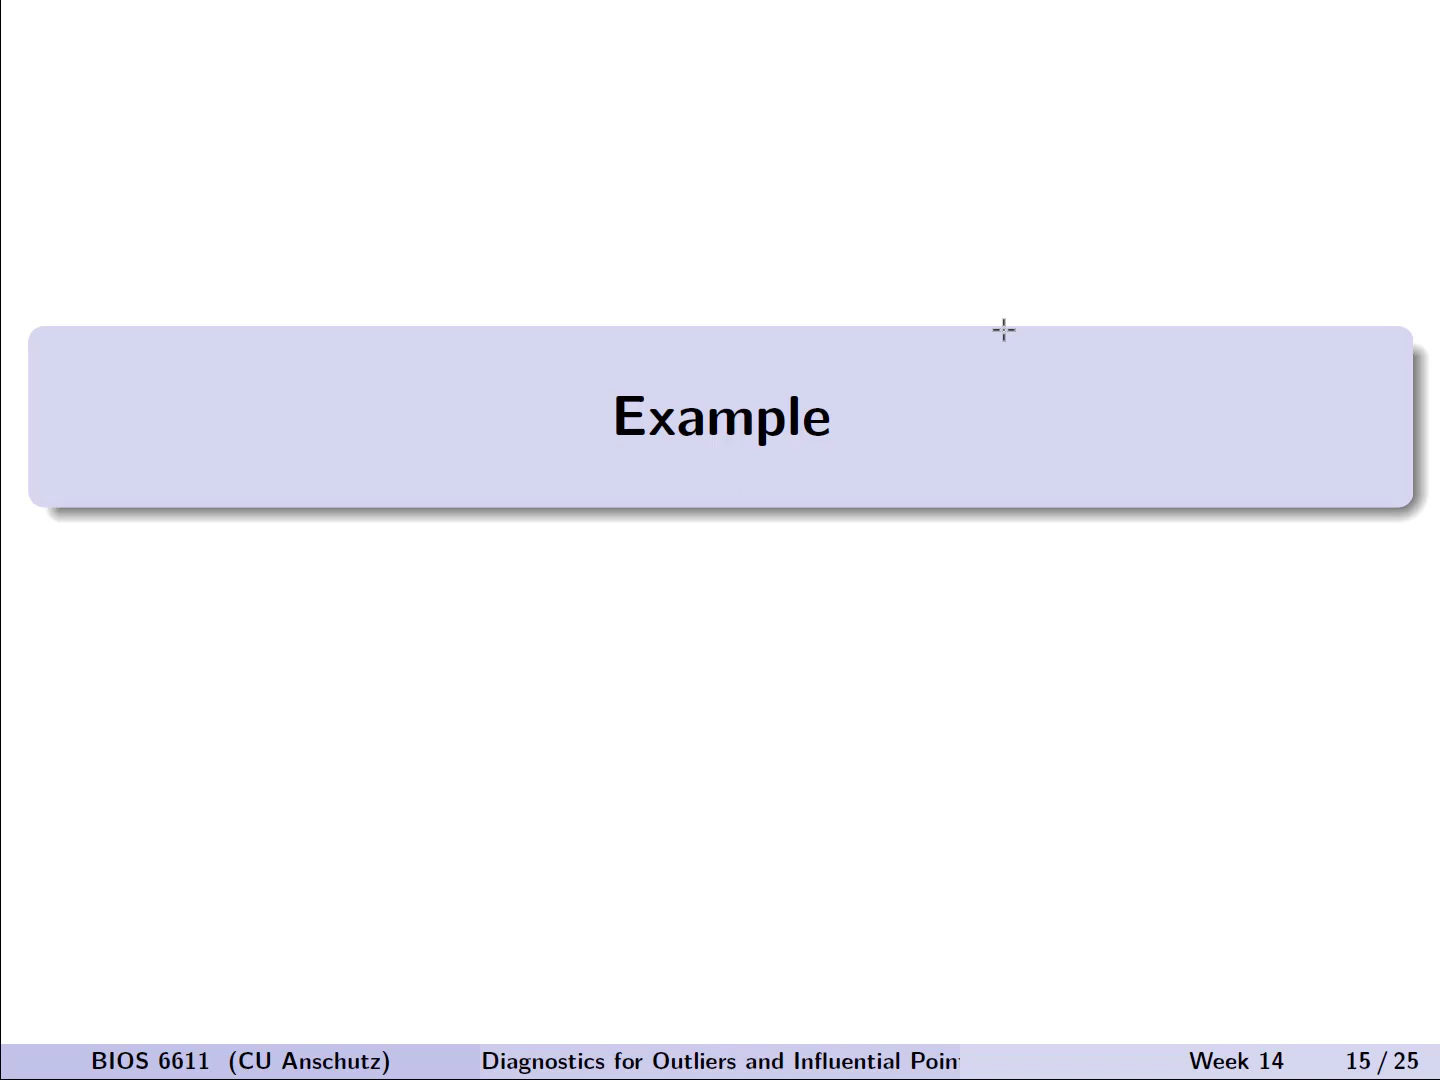 Example
BIOS 6611 (CU Anschutz) Diagnostics for Outliers and Influential Poin Week 14 15 / 25